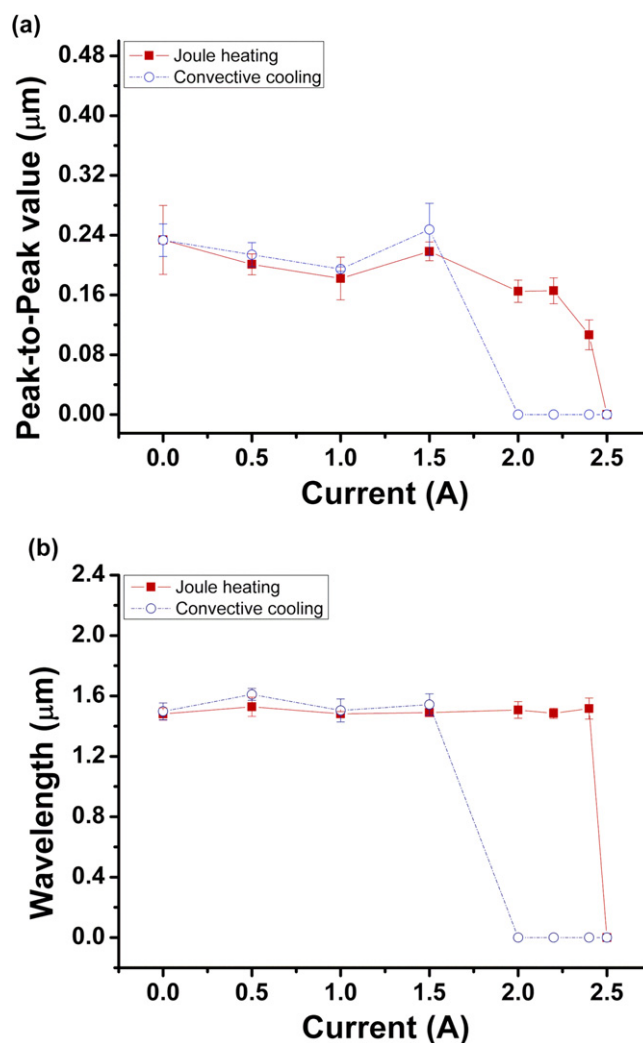 (a)
Joule heating
Convective cooling
Peak-to-Peak value (μm)
0.48
0.40
0.32
0.24
0.16
0.08
0.00
0.0 0.5 1.0 1.5 2.0 2.5
Current (A)
(b)
Joule heating
Convective cooling
Wavelength (μm)
2.4
2.0
1.6
1.2
0.8
0.4
0.0
0.0 0.5 1.0 1.5 2.0 2.5
Current (A)